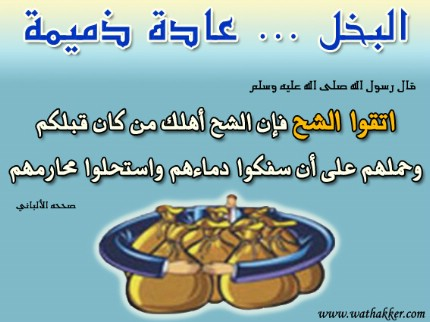 البخل ... عادة ذميمة
قال رسول الله صلى الله عليه وسلم
اتقوا الشح فإن الشح أهلك من كان قبلكم
وحملهم على أن سفكوا دماءهم واستحلوا محارمهم
صححه الألباني
www.wathakker.com